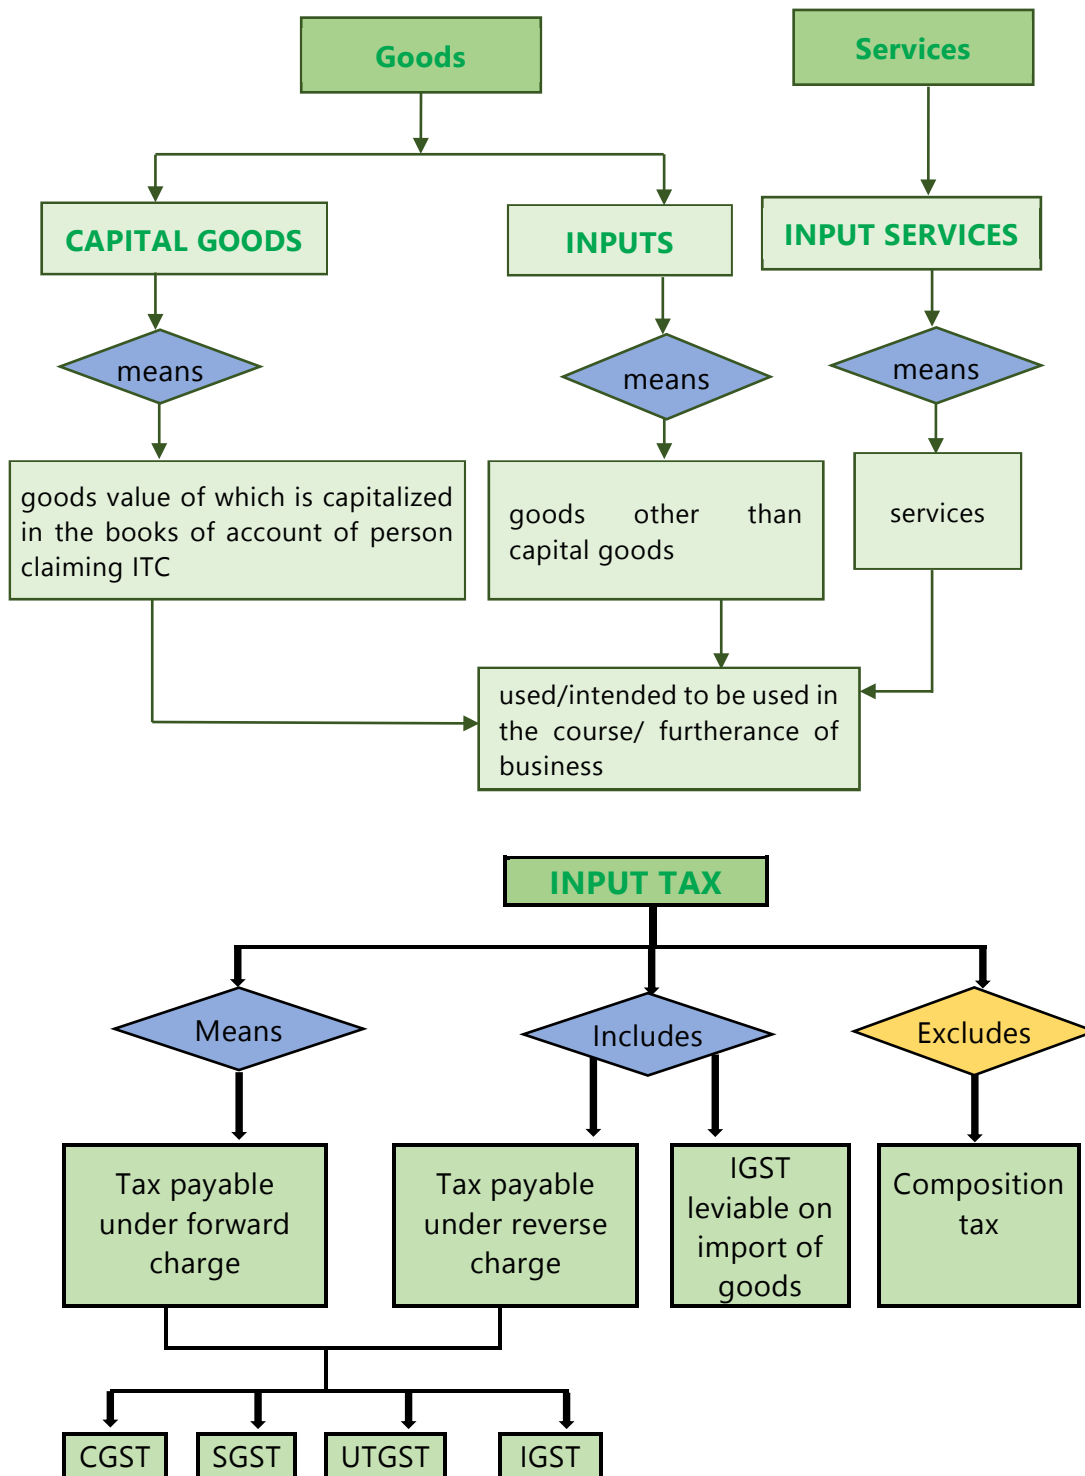 Goods
Services
CAPITAL GOODS
INPUTS
INPUT SERVICES
means
means
means
goods value of which is capitalized
in the books of account of person
claiming ITC
goods other than
capital goods
services
used/intended to be used in
the course/ furtherance of
business
INPUT TAX
Means
Includes
Excludes
Tax payable
under forward
charge
Tax payable
under reverse
charge
IGST
leviable on
import of
goods
Composition
tax
CGST
SGST
UTGST
IGST